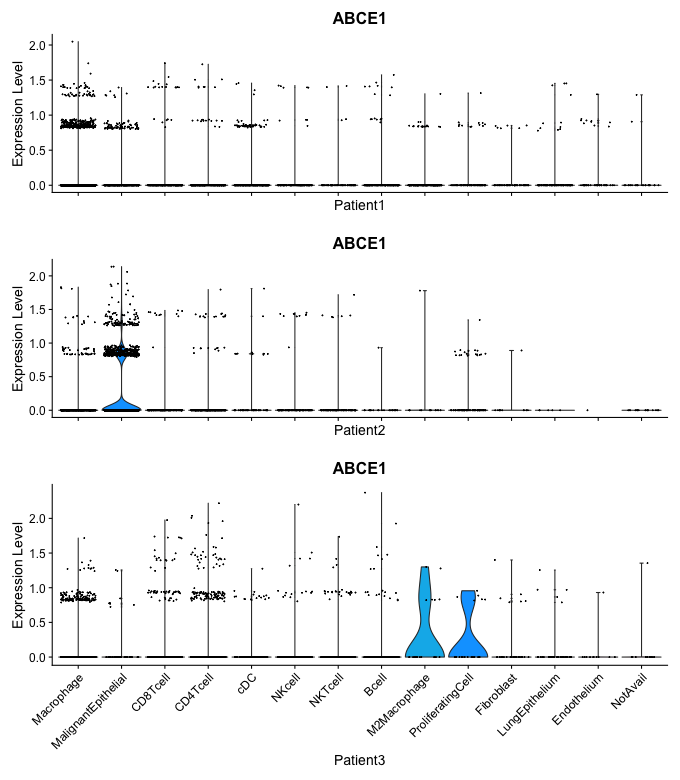 ABCE1
Expression Level
2.0
1.5
1.0
0.5
0.0
Patient1
ABCE1
Expression Level
2.0
1.5
1.0
0.5
0.0
Patient2
ABCE1
Expression Level
2.0
1.5
1.0
0.5
0.0
Macrophage
MalignantEpithelial
CD8Tcell
CD4Tcell
cDC
NKcell
NKTcell
Bcell
M2Macrophage
ProliferatingCell
Fibroblast
LungEpithelium
Endothelium
NotAvail
Patient3